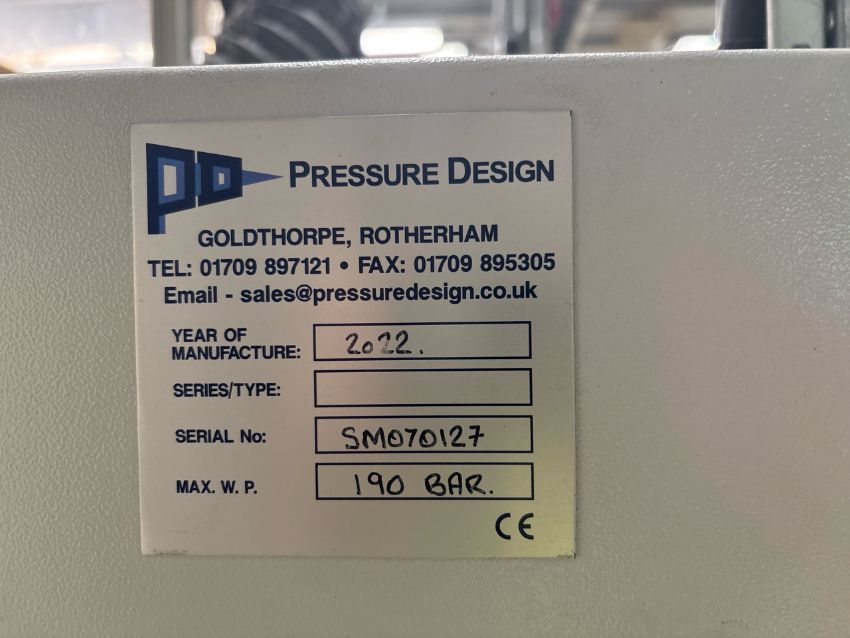 PD PRESSURE DESIGN
GOLDTHORPE, ROTHERHAM
TEL: 01709 897121 • FAX: 01709 895305
Email - sales@pressuredesign.co.uk
YEAR OF
MANUFACTURE: 2022.
SERIES/TYPE:
SERIAL No: SM070127
MAX. W. P. 190 BAR.
CE